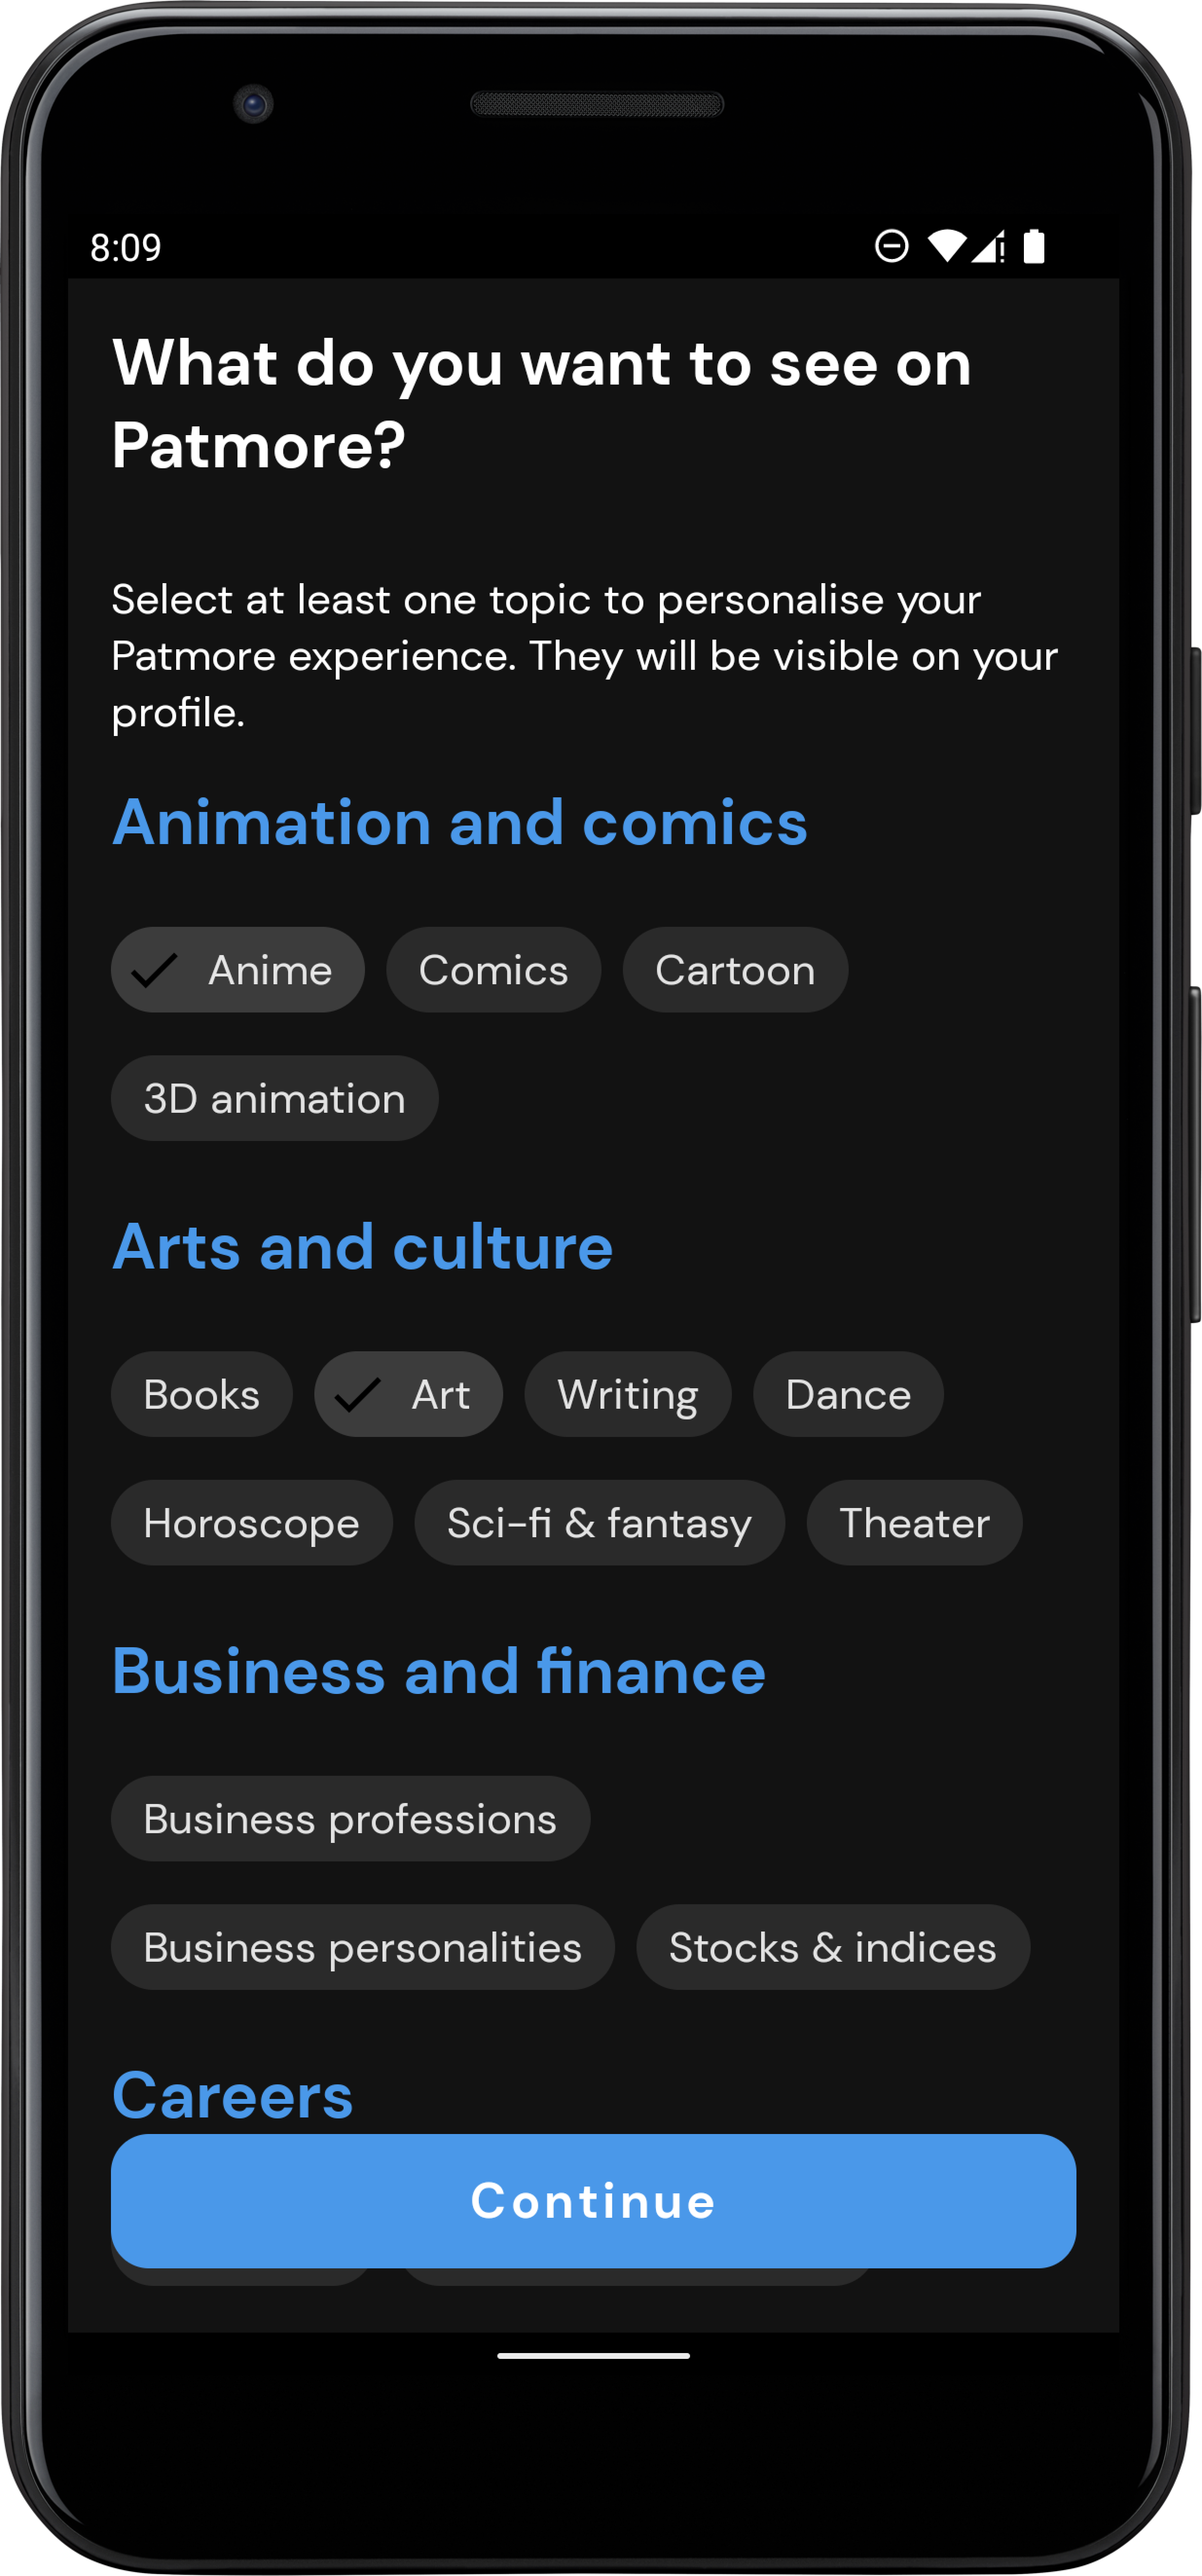 8:09
What do you want to see on
Patmore?
Select at least one topic to personalise your
Patmore experience. They will be visible on your
profile.
Animation and comics
Anime Comics Cartoon
3D animation
Arts and culture
Books Art Writing Dance
Horoscope Sci-fi & fantasy Theater
Business and finance
Business professions
Business personalities Stocks & indices
Careers
Continue